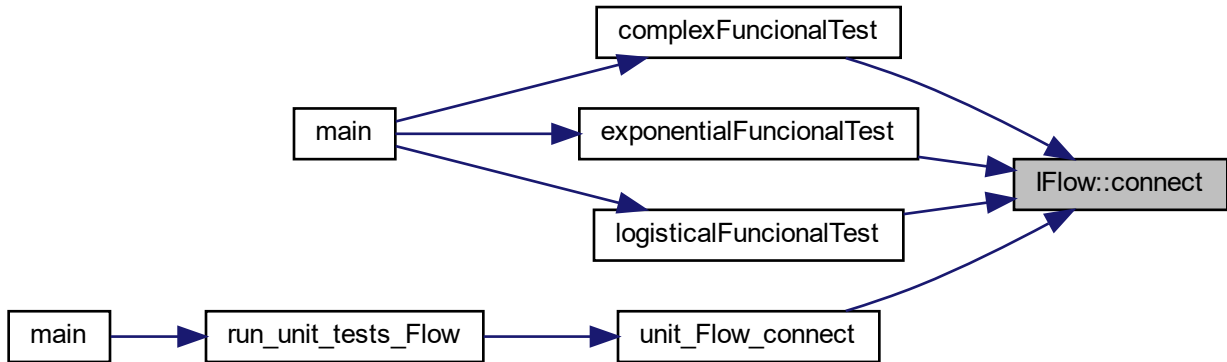 complexFuncionalTest
main
exponentialFuncionalTest
IFlow::connect
logisticalFuncionalTest
main
run_unit_tests_Flow
unit_Flow_connect